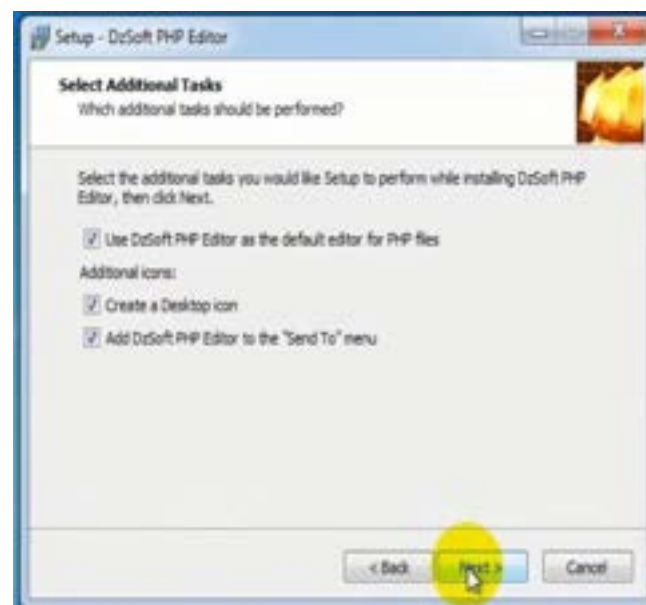 Setup - DzSoft PHP Editor
Select Additional Tasks
Which additional tasks should be performed?
Select the additional tasks you would like Setup to perform while installing DzSoft PHP
Editor, then click Next.
Use DzSoft PHP Editor as the default editor for PHP files
Additional icons:
Create a Desktop icon
Add DzSoft PHP Editor to the "Send To" menu
< Back Next > Cancel